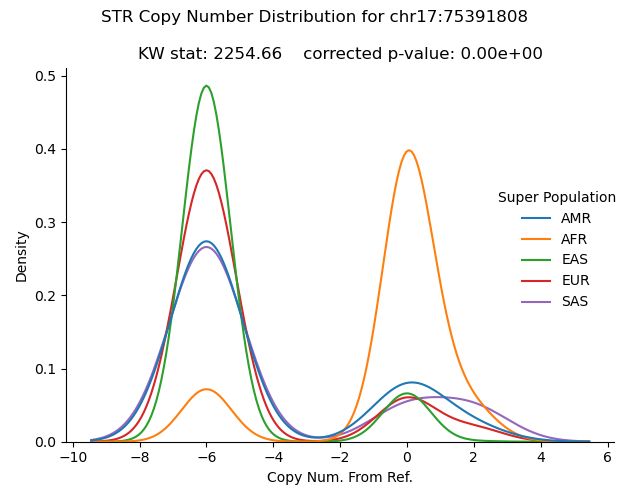 STR Copy Number Distribution for chr17:75391808
KW stat: 2254.66    corrected p-value: 0.00e+00
0.5
0.4
0.3
0.2
0.1
0.0
Density
−10
−8
−6
−4
−2
0
2
4
6
Copy Num. From Ref.
Super Population
AMR
AFR
EAS
EUR
SAS